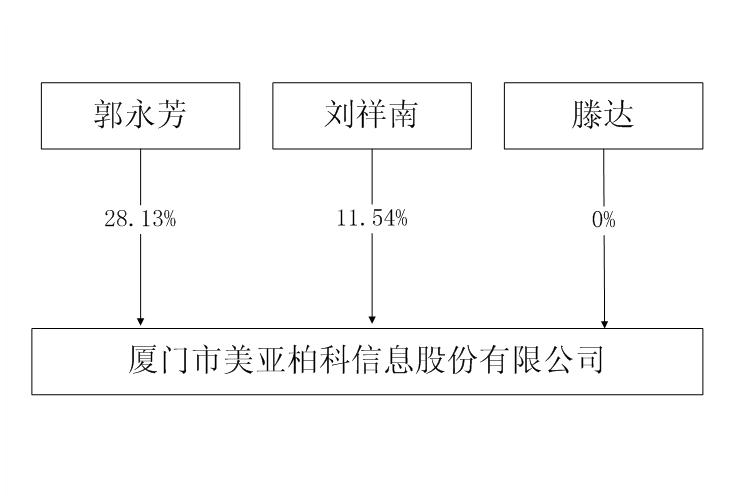 郭永芳
刘祥南
滕达
28.13%
11.54%
0%
厦门市美亚柏科信息股份有限公司